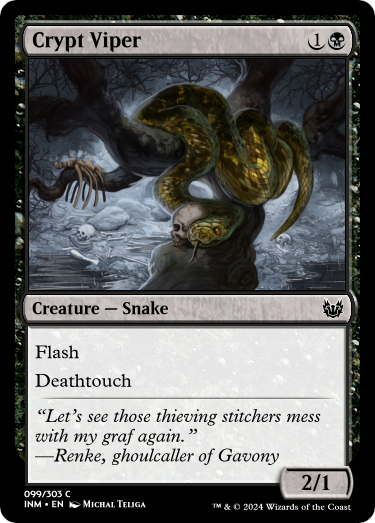 Crypt Viper 1
Creature — Snake
Flash
Deathtouch
“Let’s see those thieving stitchers mess
with my graf again.”
—Renke, ghoulcaller of Gavony
2/1
099/303 C
INM • EN Michal Teliga
™ & © 2024 Wizards of the Coast